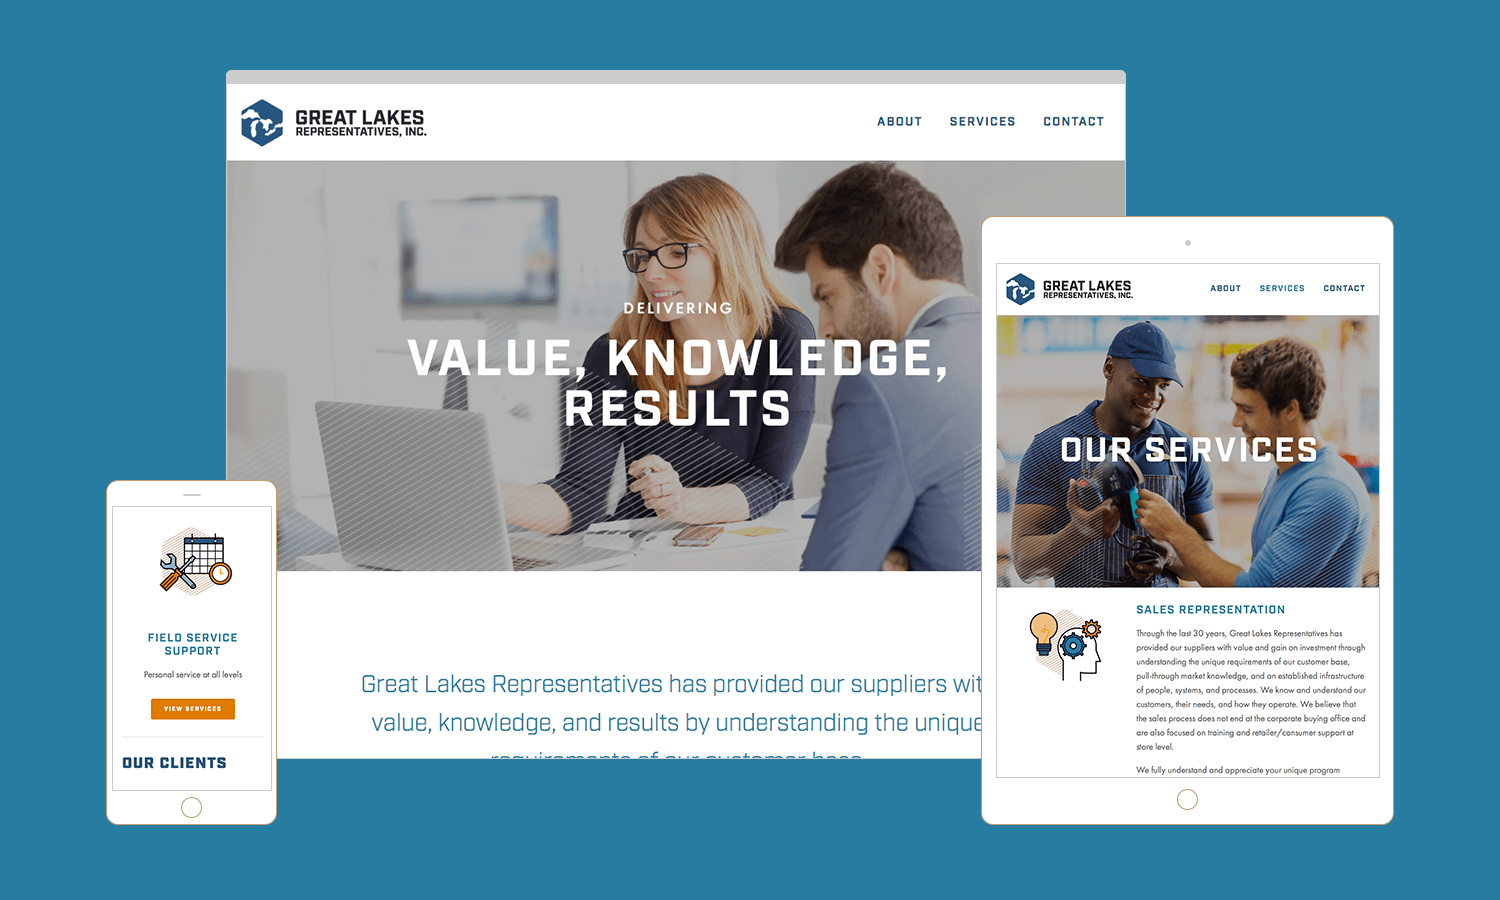 GREAT LAKES
REPRESENTATIVES, INC.
ABOUT SERVICES CONTACT
DELIVERING
VALUE, KNOWLEDGE,
RESULTS
Great Lakes Representatives has provided our suppliers wit
value, knowledge, and results by understanding the unique
requirements of our customer base
FIELD SERVICE
SUPPORT
Personal service at all levels
VIEW SERVICES
OUR CLIENTS
GREAT LAKES
REPRESENTATIVES, INC.
ABOUT SERVICES CONTACT
OUR SERVICES
SALES REPRESENTATION
Through the last 30 years, Great Lakes Representatives has
provided our suppliers with value and gain on investment through
understanding the unique requirements of our customer base,
pull-through market knowledge, and an established infrastructure
of people, systems, and processes. We know and understand our
customers, their needs, and how they operate. We believe that
the sales process does not end at the corporate buying office and
are also focused on training and retailer/consumer support at
store level.
We fully understand and appreciate your unique program